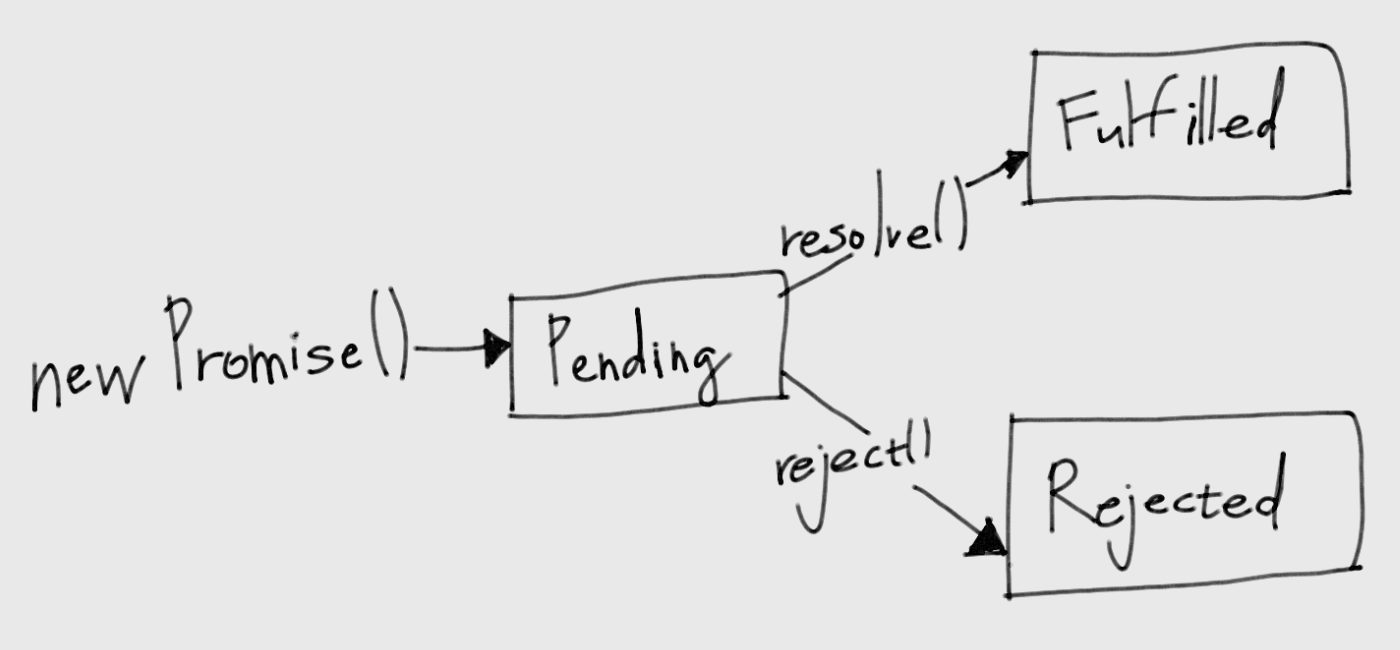 Fulfilled
resolve()
new Promise()
Pending
reject()
Rejected